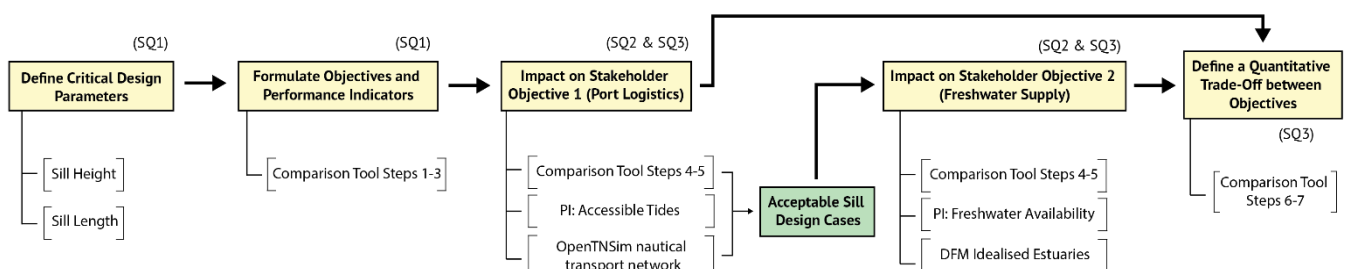 (SQ1)
Define Critical Design
Parameters
Sill Height
Sill Length
(SQ1)
Formulate Objectives and
Performance Indicators
Comparison Tool Steps 1-3
(SQ2 & SQ3)
Impact on Stakeholder
Objective 1 (Port Logistics)
Comparison Tool Steps 4-5
PI: Accessible Tides
OpenTNSim nautical
transport network
Acceptable Sill
Design Cases
(SQ2 & SQ3)
Impact on Stakeholder Objective 2
(Freshwater Supply)
Comparison Tool Steps 4-5
PI: Freshwater Availability
DFM Idealised Estuaries
Define a Quantitative
Trade-Off between
Objectives
(SQ3)
Comparison Tool
Steps 6-7